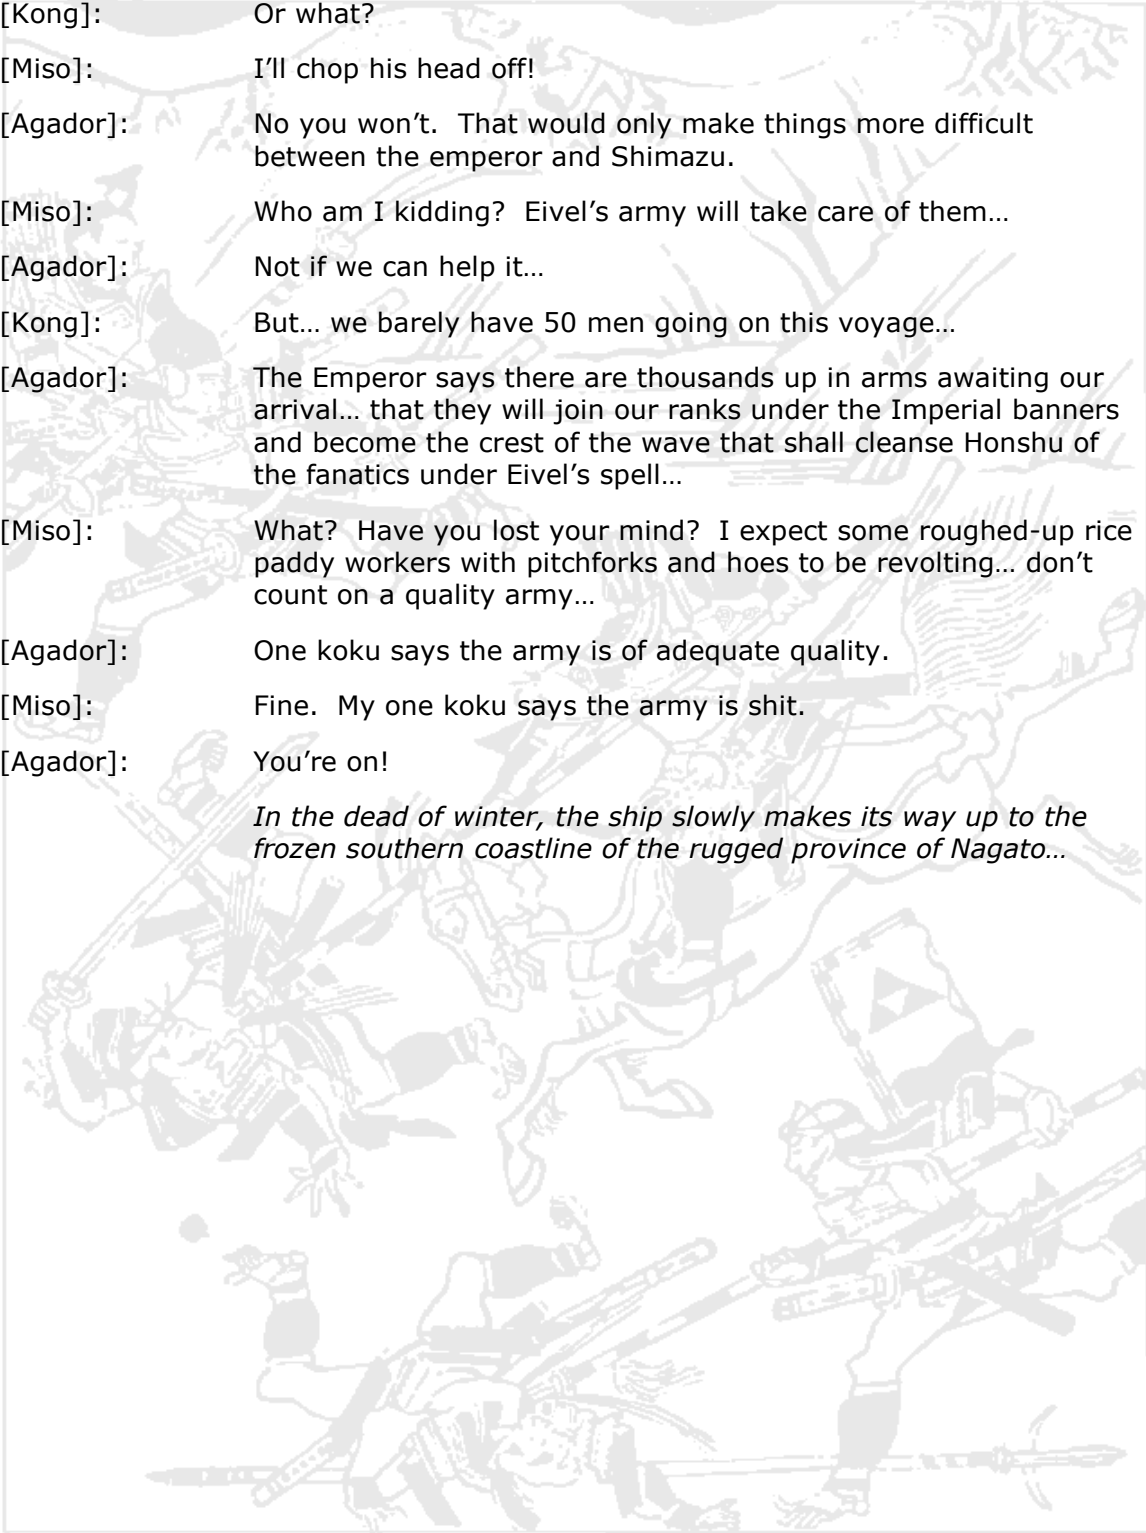 [Kong]: Or what?
[Miso]: I’ll chop his head off!
[Agador]: No you won’t.  That would only make things more difficult
between the emperor and Shimazu.
[Miso]: Who am I kidding?  Eivel’s army will take care of them…
[Agador]: Not if we can help it…
[Kong]: But… we barely have 50 men going on this voyage…
[Agador]: The Emperor says there are thousands up in arms awaiting our
arrival… that they will join our ranks under the Imperial banners
and become the crest of the wave that shall cleanse Honshu of
the fanatics under Eivel’s spell…
[Miso]: What?  Have you lost your mind?  I expect some roughed-up rice
paddy workers with pitchforks and hoes to be revolting… don’t
count on a quality army…
[Agador]: One koku says the army is of adequate quality.
[Miso]: Fine.  My one koku says the army is shit.
[Agador]: You’re on!
In the dead of winter, the ship slowly makes its way up to the
frozen southern coastline of the rugged province of Nagato…